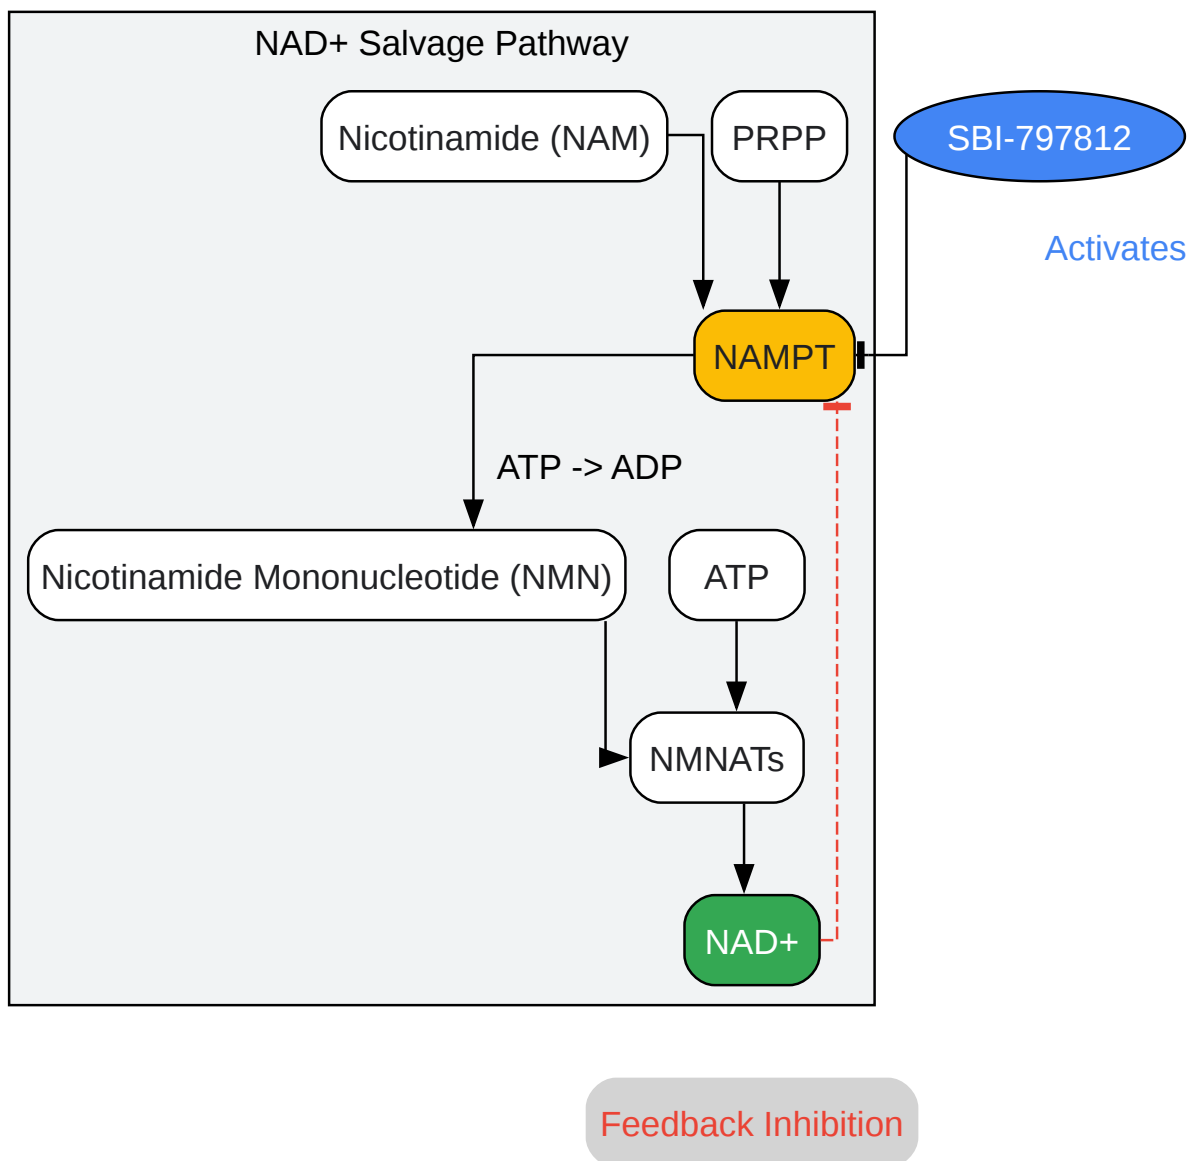 NAD+ Salvage Pathway
Nicotinamide (NAM)
PRPP
SBI-797812
Activates
NAMPT
ATP -> ADP
Nicotinamide Mononucleotide (NMN)
ATP
NMNATs
NAD+
Feedback Inhibition